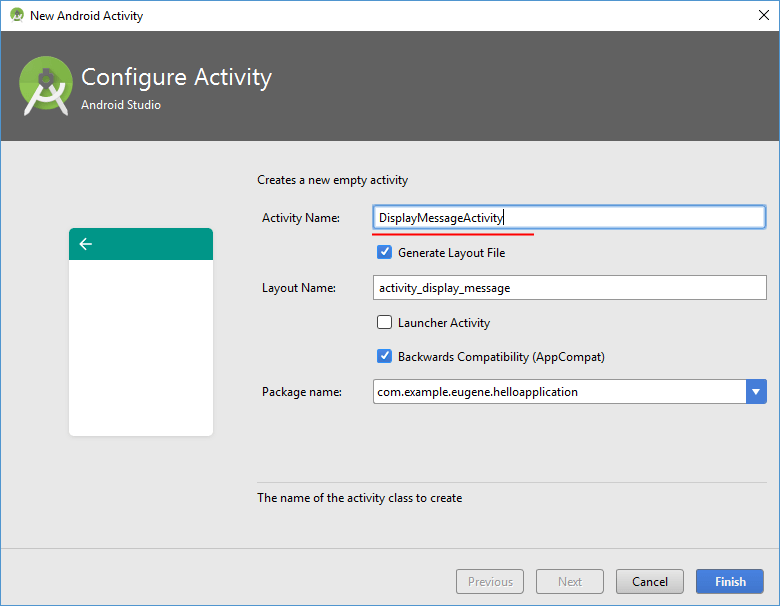 New Android Activity
Configure Activity
Android Studio
Creates a new empty activity
Activity Name: DisplayMessageActivity
Generate Layout File
Layout Name: activity_display_message
Launcher Activity
Backwards Compatibility (AppCompat)
Package name: com.example.eugene.helloapplication
The name of the activity class to create
Previous Next Cancel Finish